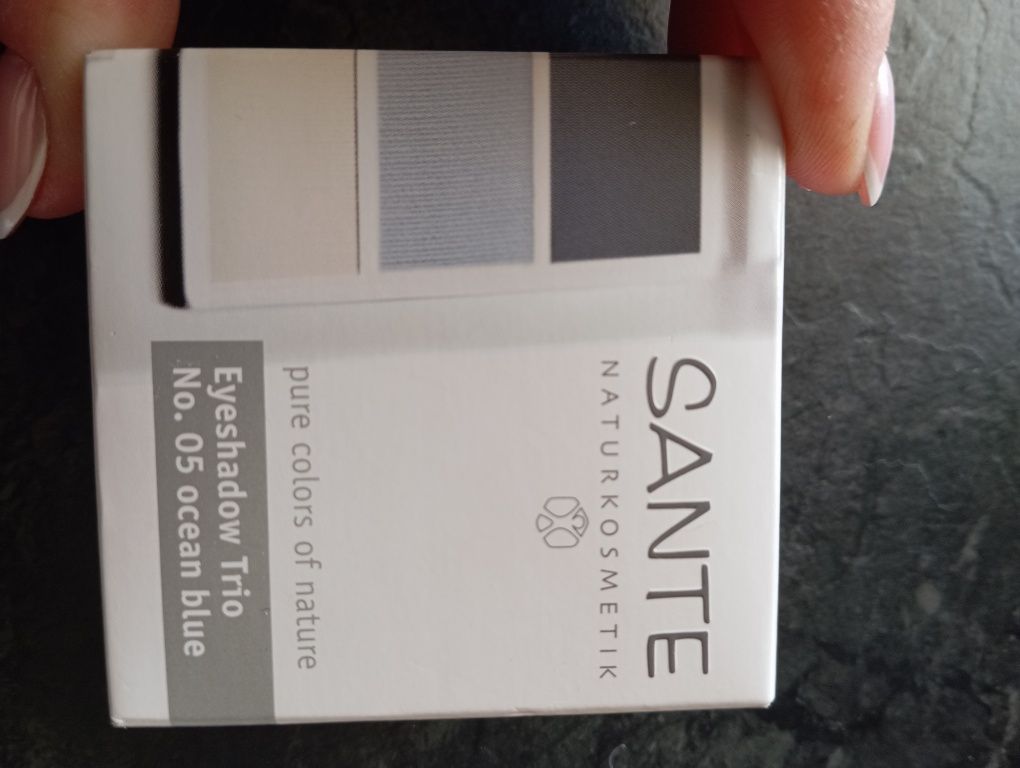 SANTE
NATURKOSMETIK
pure colors of nature
Eyeshadow Trio
No. 05 ocean blue